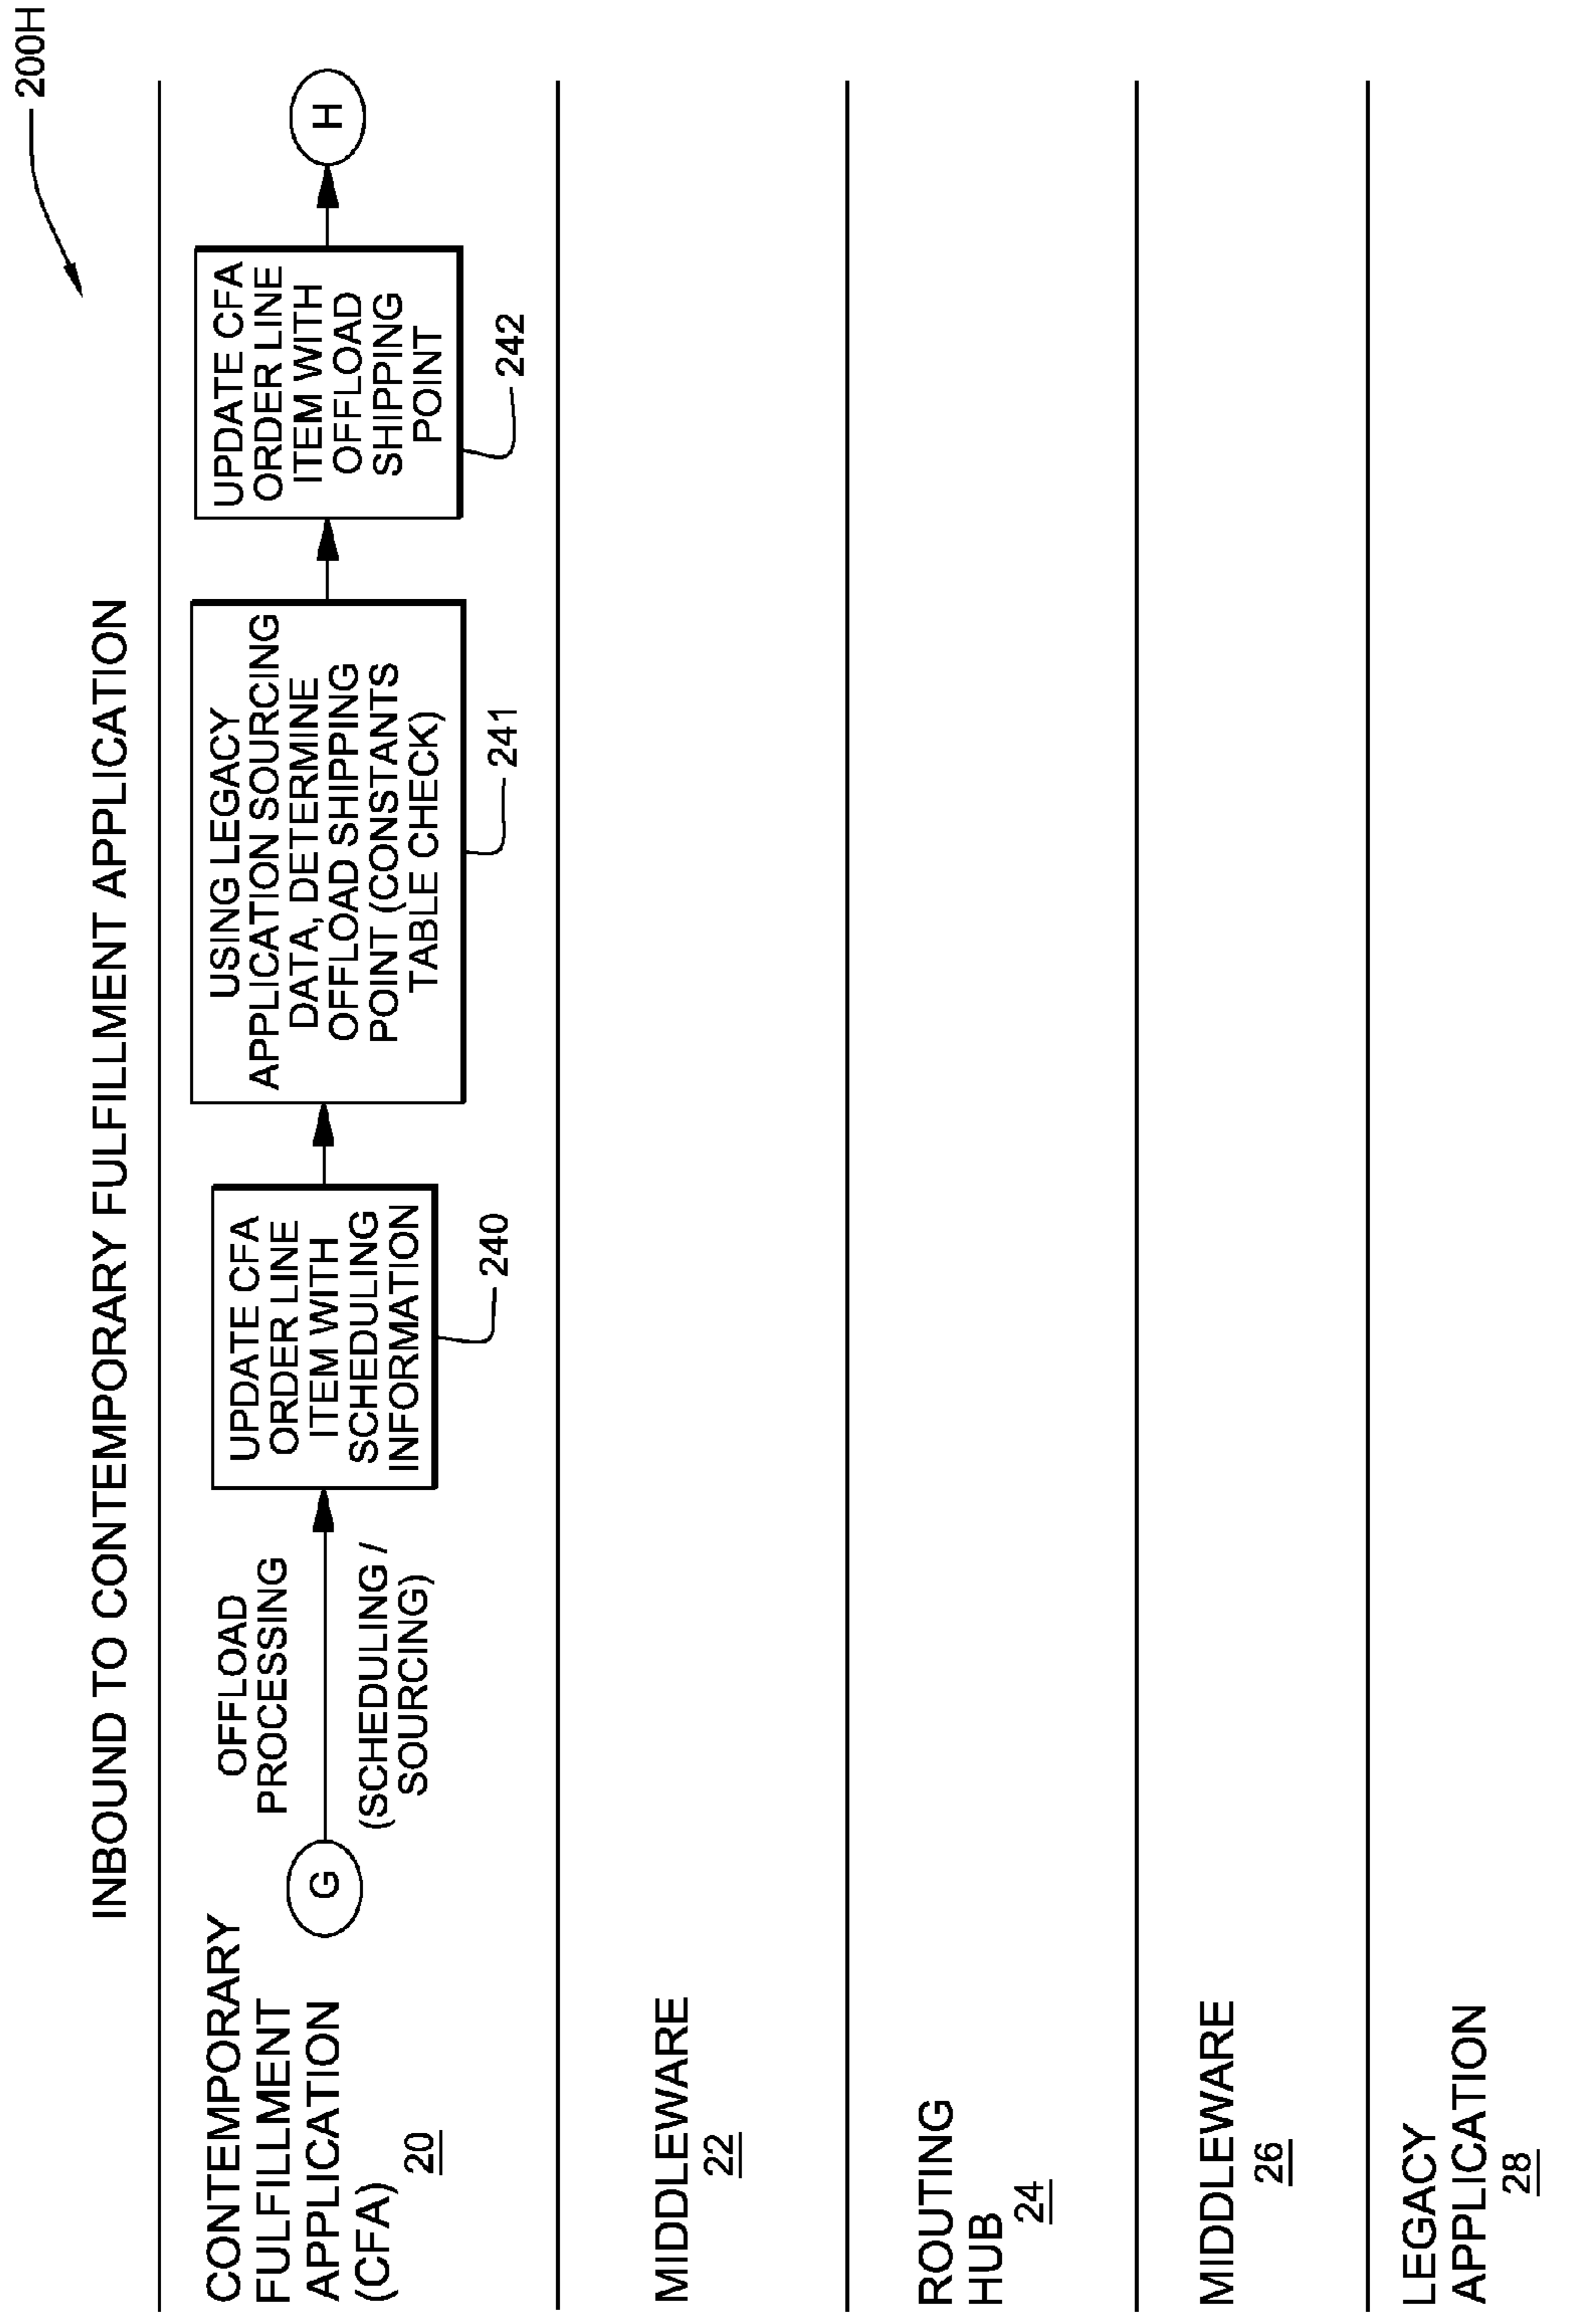 200H
INBOUND TO CONTEMPORARY FULFILLMENT APPLICATION
CONTEMPORARY
FULFILLMENT
APPLICATION
(CFA)
20
G
OFFLOAD
PROCESSING
(SCHEDULING /
SOURCING)
UPDATE CFA
ORDER LINE
ITEM WITH
SCHEDULING
INFORMATION
240
USING LEGACY
APPLICATION SOURCING
DATA, DETERMINE
OFFLOAD SHIPPING
POINT (CONSTANTS
TABLE CHECK)
241
UPDATE CFA
ORDER LINE
ITEM WITH
OFFLOAD
SHIPPING
POINT
242
H
MIDDLEWARE
22
ROUTING
HUB
24
MIDDLEWARE
26
LEGACY
APPLICATION
28